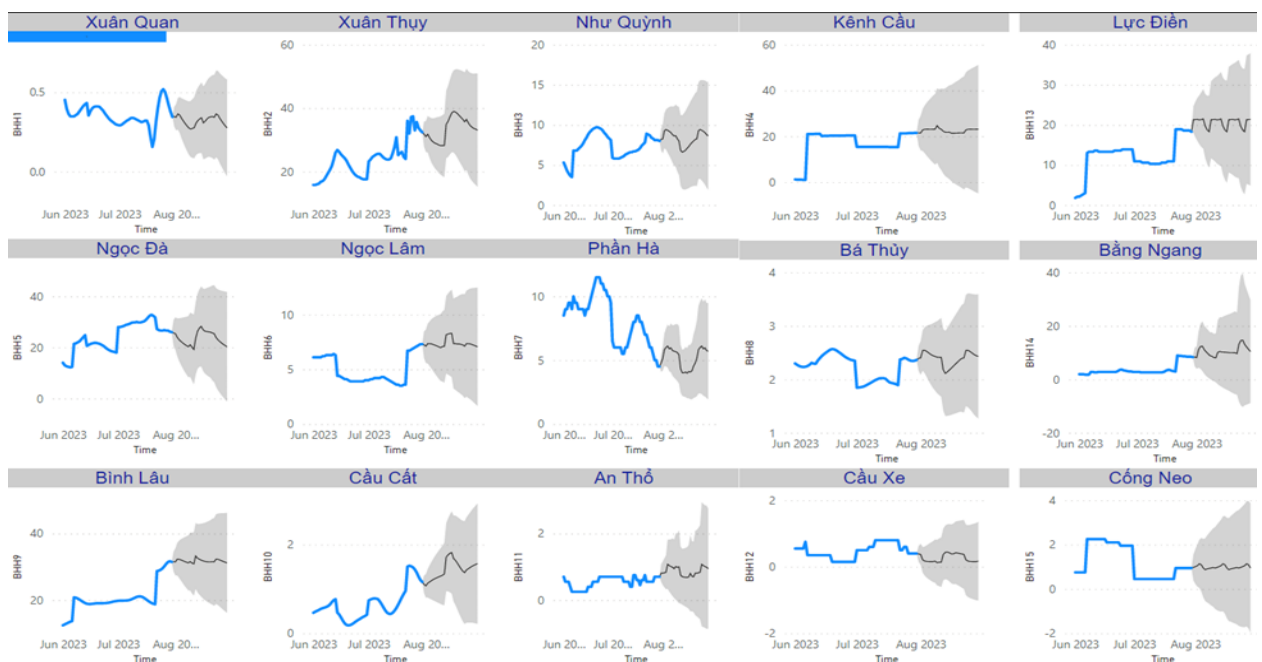 Xuân Quan
Xuân Thụy
Như Quỳnh
Kênh Cầu
Lực Điền
BHH1
0.5
0.0
Jun 2023 Jul 2023 Aug 20...
Time
BHH2
60
40
20
Jun 2023 Jul 2023 Aug 20...
Time
BHH3
20
15
10
5
0
Jun 20... Jul 20... Aug 2...
Time
BHH4
60
40
20
0
Jun 2023 Jul 2023 Aug 2023
Time
BHH13
40
30
20
10
0
Jun 2023 Jul 2023 Aug 2023
Time
Ngọc Đà
Ngọc Lâm
Phần Hà
Bá Thủy
Bằng Ngang
BHH5
40
20
0
Jun 2023 Jul 2023 Aug 20...
Time
BHH6
10
5
0
Jun 2023 Jul 2023 Aug 20...
Time
BHH7
10
5
0
Jun 20... Jul 20... Aug 2...
Time
BHH8
4
3
2
1
Jun 2023 Jul 2023 Aug 2023
Time
BHH14
40
20
0
-20
Jun 2023 Jul 2023 Aug 2023
Time
Bình Lâu
Cầu Cất
An Thổ
Cầu Xe
Cống Neo
BHH9
40
20
Jun 2023 Jul 2023 Aug 20...
Time
BHH10
2
0
Jun 2023 Jul 2023 Aug 20...
Time
BHH11
2
0
Jun 20... Jul 20... Aug 2...
Time
BHH12
2
0
-2
Jun 2023 Jul 2023 Aug 2023
Time
BHH15
4
2
0
-2
Jun 2023 Jul 2023 Aug 2023
Time